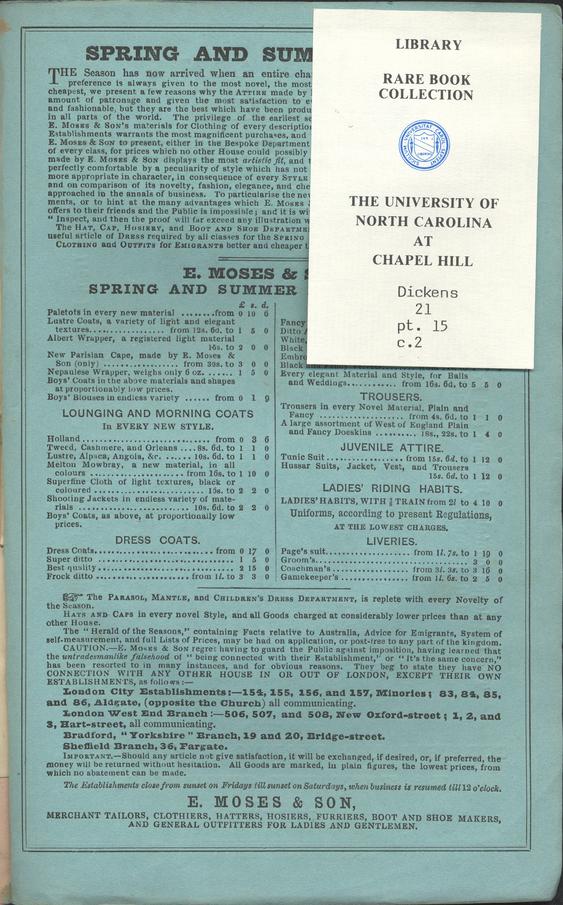 SPRING AND SUM
THE Season has now arrived when an entire cha
preference is always given to the most novel, the most
cheapest, we present a few reasons why the ATTIRE made by
amount of patronage and given the most satisfaction to e
and fashionable, but they are the best which have been produ
in all parts of the world. The privilege of the earliest se
E. MOSES & SON's materials for Clothing of every descriptio
Establishments warrants the most magnificent purchases, and
E. MOSES & SON to present, either in the Bespoke Department
of every class, for prices which no other House could possibly
made by E. MOSES & SON displays the most artistic fit, and t
perfectly comfortable by a peculiarity of style which has not
more appropriate in character, in consequence of every STYLE
and on comparison of its novelty, fashion, elegance, and che
approached in the annals of business. To particularise the nev
ments, or to hint at the many advantages which E. MOSES
offers to their friends and the Public is impossible; and it is wi
" Inspect, and then the proof will far exceed any illustration w
The HAT, CAP, HOSIERY, and BOOT AND SHOE DEPARTME
useful article of DRESS required by all classes for the SPRING
CLOTHING and OUTFITS for EMIGRANTS better and cheaper t
LIBRARY
RARE BOOK
COLLECTION
THE UNIVERSITY OF
NORTH CAROLINA
AT
CHAPEL HILL
Dickens
21
pt. 15
c.2
E. MOSES & S
SPRING AND SUMMER
£ s. d.
Paletots in every new material ........from 0 10 6
Lustre Coats, a variety of light and elegant
textures............... from 12s. 6d. to 1 5 0
Albert Wrapper, a registered light material
16s. to 2 0 0
New Parisian Cape, made by E. Moses &
Son (only) ............... from 39s. to 3 0 0
Nepaulese Wrapper, weighs only 6 oz. ...... 1 5 0
Boys' Coats in the above materials and shapes
at proportionably low prices.
Boys' Blouses in endless variety ...... from 0 1 9
LOUNGING AND MORNING COATS
In EVERY NEW STYLE.
Holland ............................ from 0 3 6
Tweed, Cashmere, and Orleans ....8s. 6d. to 1 1 0
Lustre, Alpaca, Angola, &c. .....10s. 6d. to 1 1 0
Melton Mowbray, a new material, in all
colours ................... from 16s. to 1 10 0
Superfine Cloth of light textures, black or
coloured ...................... 19s. to 2 2 0
Shooting Jackets in endless variety of mate-
rials ....................... 10s. 6d. to 2 2 0
Boys' Coats, as above, at proportionally low
prices.
DRESS COATS.
Dress Coats.......................... from 0 17 0
Super ditto ............................ 1 5 0
Best quality ............................ 2 15 0
Frock ditto .................. from 1l. to 3 3 0
Fancy
Ditto
White,
Black
Embro
Black
Every elegant Material and Style, for Balls
and Weddings........... from 16s. 6d. to 5 5 0
TROUSERS.
Trousers in every Novel Material, Plain and
Fancy ................. from 4s. 6d. to 1 1 0
A large assortment of West of England Plain
and Fancy Doeskins ........ 18s., 22s. to 1 4 0
JUVENILE ATTIRE.
Tunic Suit............... from 15s. 6d. to 1 12 0
Hussar Suits, Jacket, Vest, and Trousers
15s. 6d. to 1 12 0
LADIES' RIDING HABITS.
LADIES' HABITS, WITH ¾ TRAIN from 2l to 4 10 0
Uniforms, according to present Regulations,
AT THE LOWEST CHARGES.
LIVERIES.
Page's suit.............. from 1l. 7s. to 1 10 0
Groom's................................ 3 0 0
Coachman's .............. from 3l. 3s. to 3 16 0
Gamekeeper's ............ from 1l. 6s. to 2 5 0
☞ The PARASOL, MANTLE, and CHILDREN'S DRESS DEPARTMENT, is replete with every Novelty of
the Season.
HATS AND CAPS in every novel Style, and all Goods charged at considerably lower prices than at any
other House.
The " Herald of the Seasons," containing Facts relative to Australia, Advice for Emigrants, System of
self-measurement, and full Lists of Prices, may be had on application, or post-free to any part of the kingdom.
CAUTION.—E. MOSES & SON regret having to guard the Public against imposition, having learned that
the untradesmanlike falsehood of " being connected with their Establishment," or " it's the same concern,"
has been resorted to in many instances, and for obvious reasons. They beg to state they have NO
CONNECTION WITH ANY OTHER HOUSE IN OR OUT OF LONDON, EXCEPT THEIR OWN
ESTABLISHMENTS, as follows:—
London City Establishments:—154, 155, 156, and 157, Minories; 83, 84, 85,
and 86, Aldgate, (opposite the Church) all communicating.
London West End Branch:—506, 507, and 508, New Oxford-street; 1, 2, and
3, Hart-street, all communicating.
Bradford, "Yorkshire" Branch, 19 and 20, Bridge-street.
Sheffield Branch, 36, Fargate.
IMPORTANT.—Should any article not give satisfaction, it will be exchanged, if desired, or, if preferred, the
money will be returned without hesitation. All Goods are marked, in plain figures, the lowest prices, from
which no abatement can be made.
The Establishments close from sunset on Fridays till sunset on Saturdays, when business is resumed till 12 o'clock.
E. MOSES & SON,
MERCHANT TAILORS, CLOTHIERS, HATTERS, HOSIERS, FURRIERS, BOOT AND SHOE MAKERS,
AND GENERAL OUTFITTERS FOR LADIES AND GENTLEMEN.